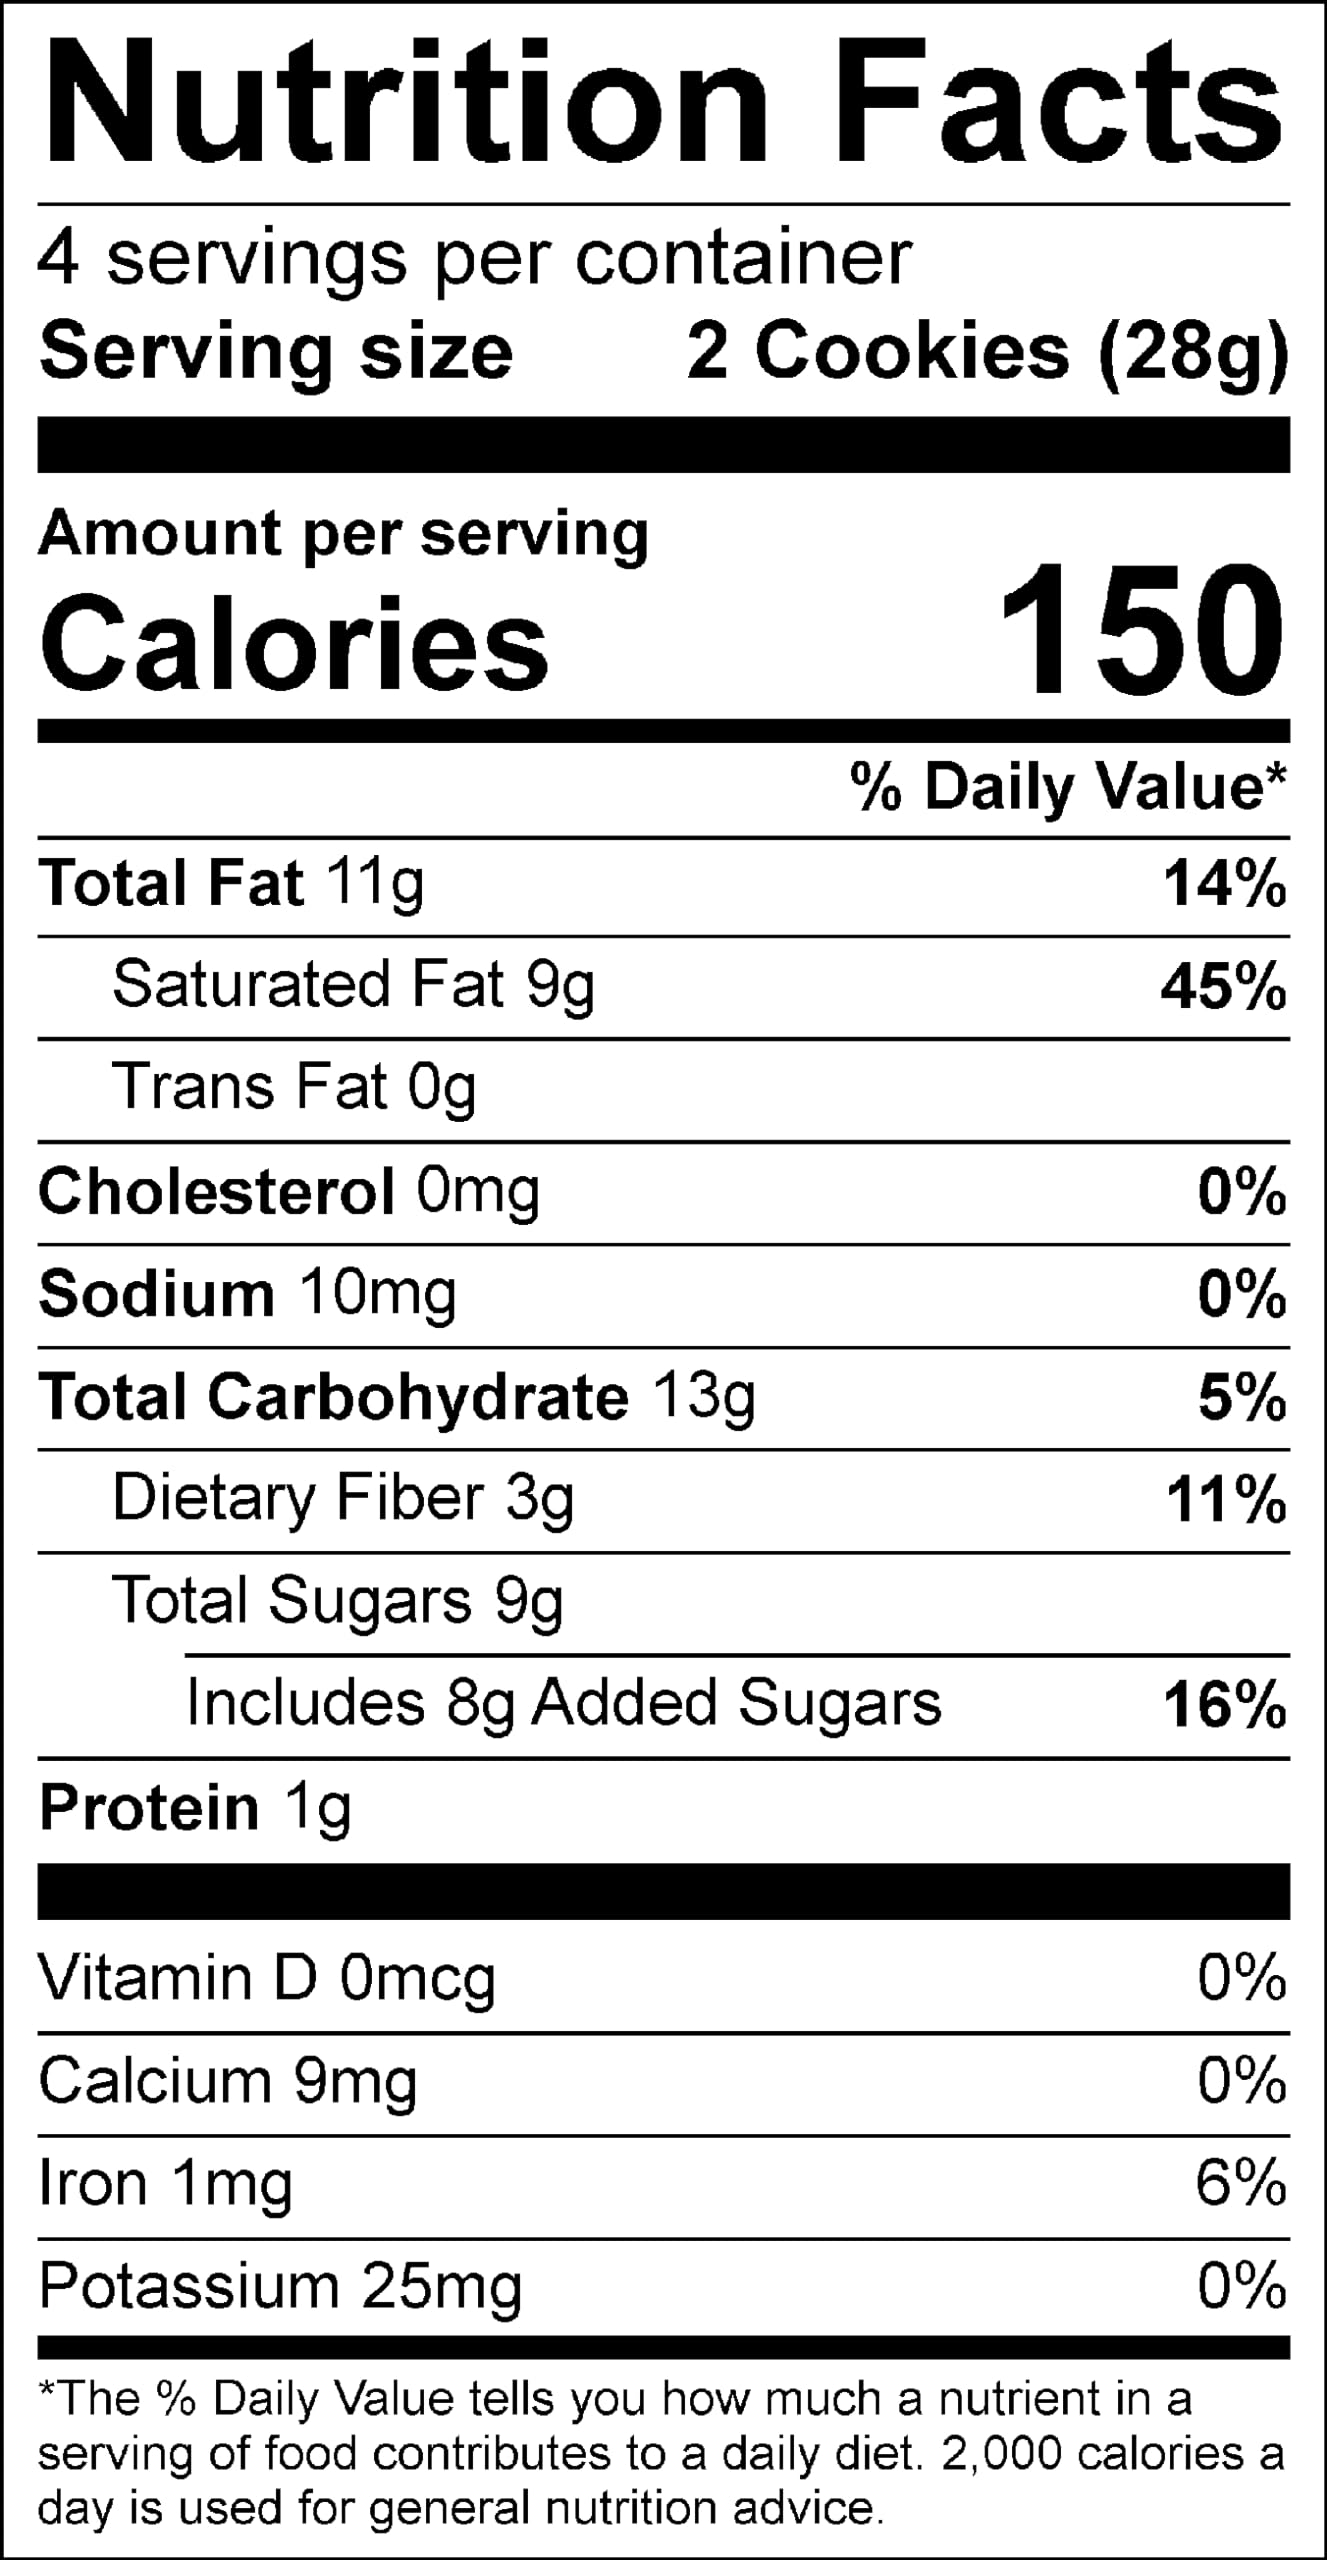 Nutrition Facts
4 servings per container
Serving size 2 Cookies (28g)
Amount per serving
Calories 150
% Daily Value*
Total Fat 11g 14%
Saturated Fat 9g 45%
Trans Fat 0g
Cholesterol 0mg 0%
Sodium 10mg 0%
Total Carbohydrate 13g 5%
Dietary Fiber 3g 11%
Total Sugars 9g
Includes 8g Added Sugars 16%
Protein 1g
Vitamin D 0mcg 0%
Calcium 9mg 0%
Iron 1mg 6%
Potassium 25mg 0%
*The % Daily Value tells you how much a nutrient in a
serving of food contributes to a daily diet. 2,000 calories a
day is used for general nutrition advice.